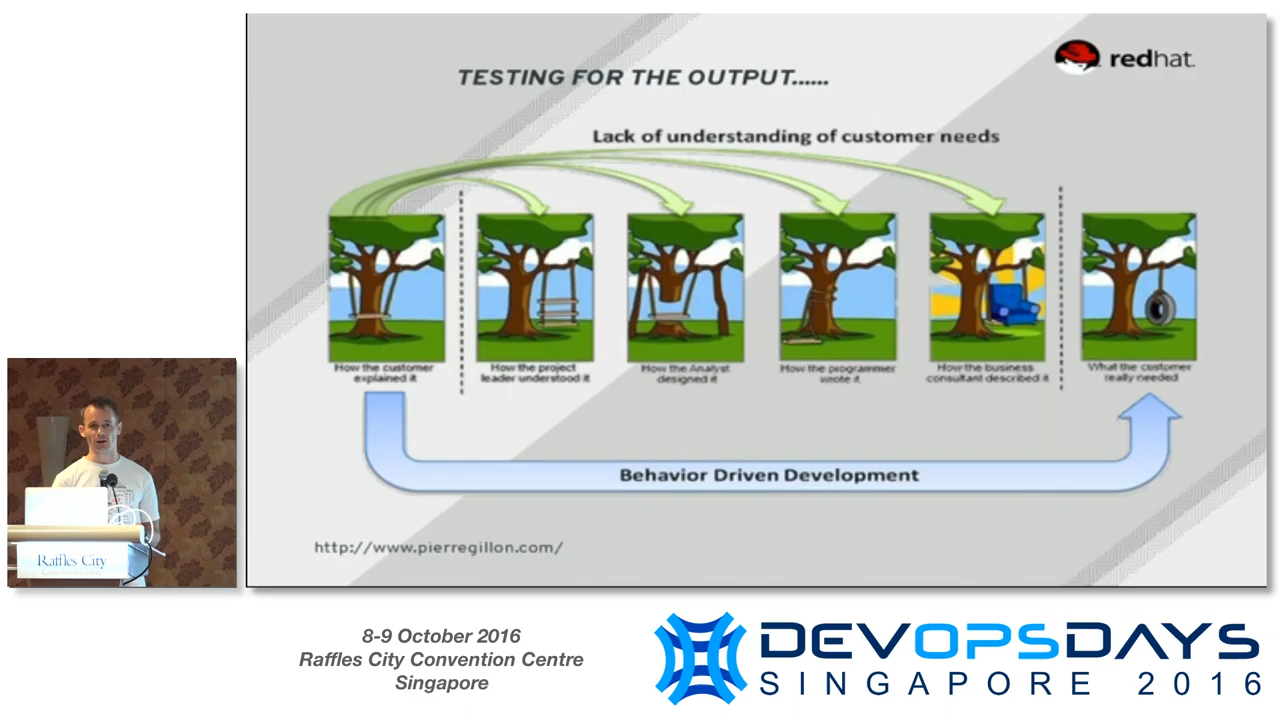 TESTING FOR THE OUTPUT......
redhat.
Lack of understanding of customer needs
How the customer
explained it
How the project
leader understood it
How the Analyst
designed it
How the programmer
wrote it
How the business
consultant described it
What the customer
really needed
Behavior Driven Development
http://www.pierregillon.com/
Raffles City
8-9 October 2016
Raffles City Convention Centre
Singapore
DEVOPSDAYS
SINGAPORE 2016